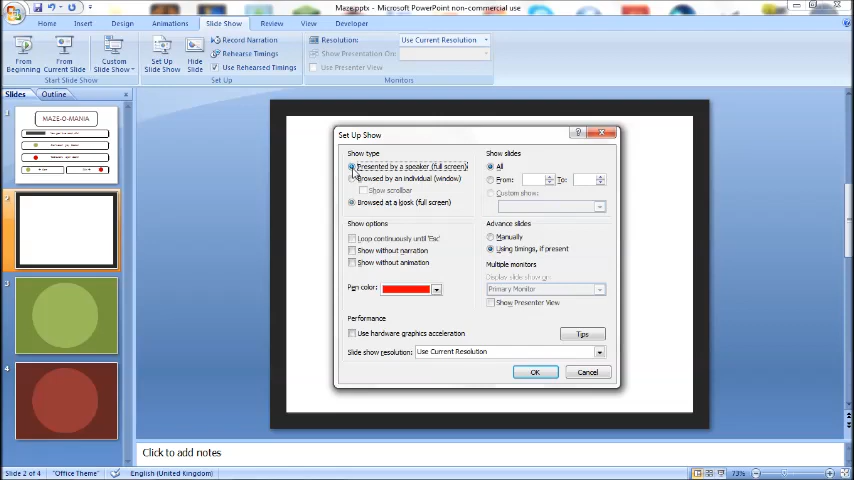 Maze.pptx - Microsoft PowerPoint non-commercial use
Home Insert Design Animations Slide Show Review View Developer
From Beginning
From Current Slide
Custom Slide Show
Start Slide Show
Set Up Slide Show
Hide Slide
Record Narration
Rehearse Timings
Use Rehearsed Timings
Set Up
Resolution: Use Current Resolution
Show Presentation On:
Use Presenter View
Monitors
Slides Outline
1
MAZE-O-MANIA
2
3
4
Set Up Show
Show type
Presented by a speaker (full screen)
Browsed by an individual (window)
Show scrollbar
Browsed at a kiosk (full screen)
Show slides
All
From: To:
Custom show:
Show options
Loop continuously until 'Esc'
Show without narration
Show without animation
Pen color:
Advance slides
Manually
Using timings, if present
Multiple monitors
Display slide show on:
Primary Monitor
Show Presenter View
Performance
Use hardware graphics acceleration
Tips
Slide show resolution: Use Current Resolution
OK Cancel
Click to add notes
Slide 2 of 4 "Office Theme" English (United Kingdom) 73%